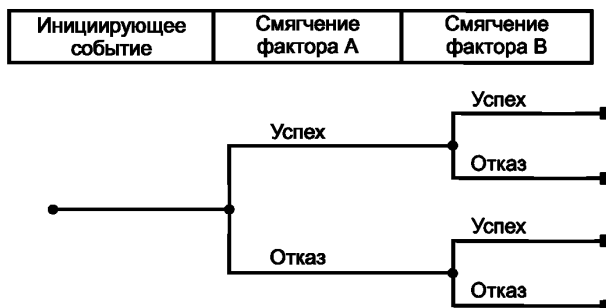 Инициирующее
событие
Смягчение
фактора А
Смягчение
фактора В
Успех
Успех
Отказ
Отказ
Успех
Отказ